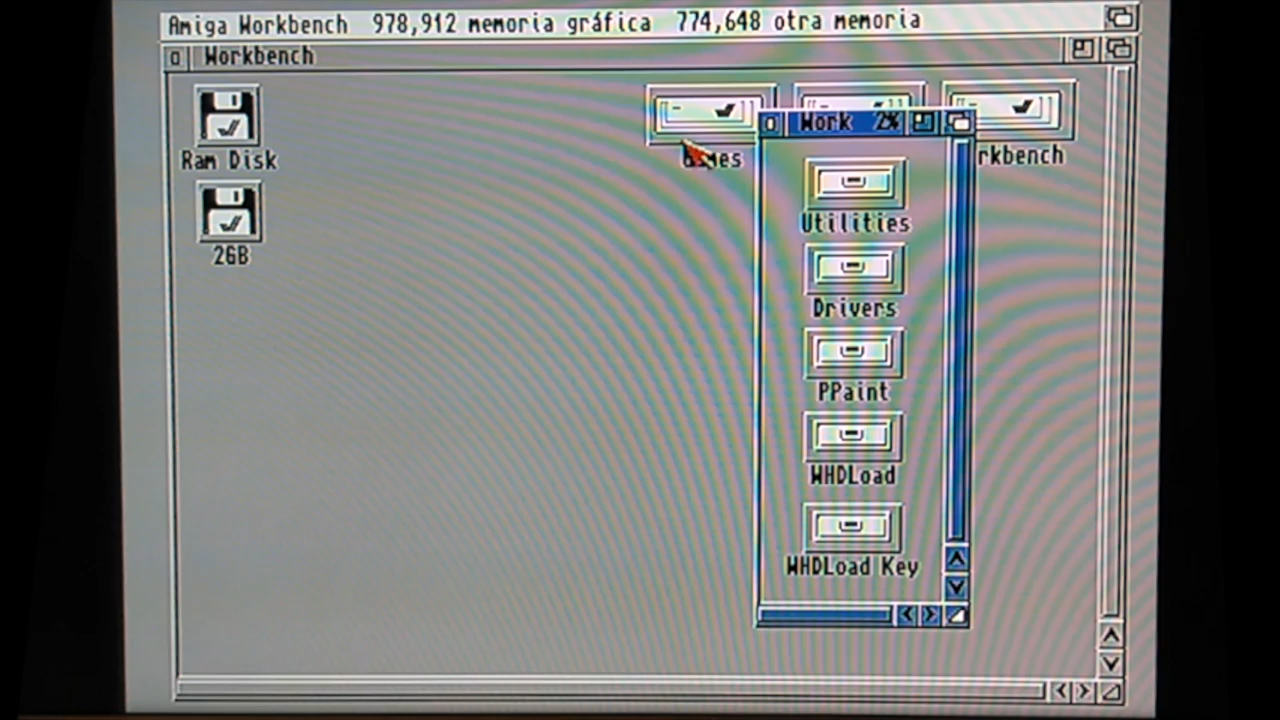 Amiga Workbench 978,912 memoria gráfica 774,648 otra memoria
Workbench
Ram Disk
2GB
Work 2%
Utilities
Drivers
PPaint
WHDLoad
WHDLoad Key